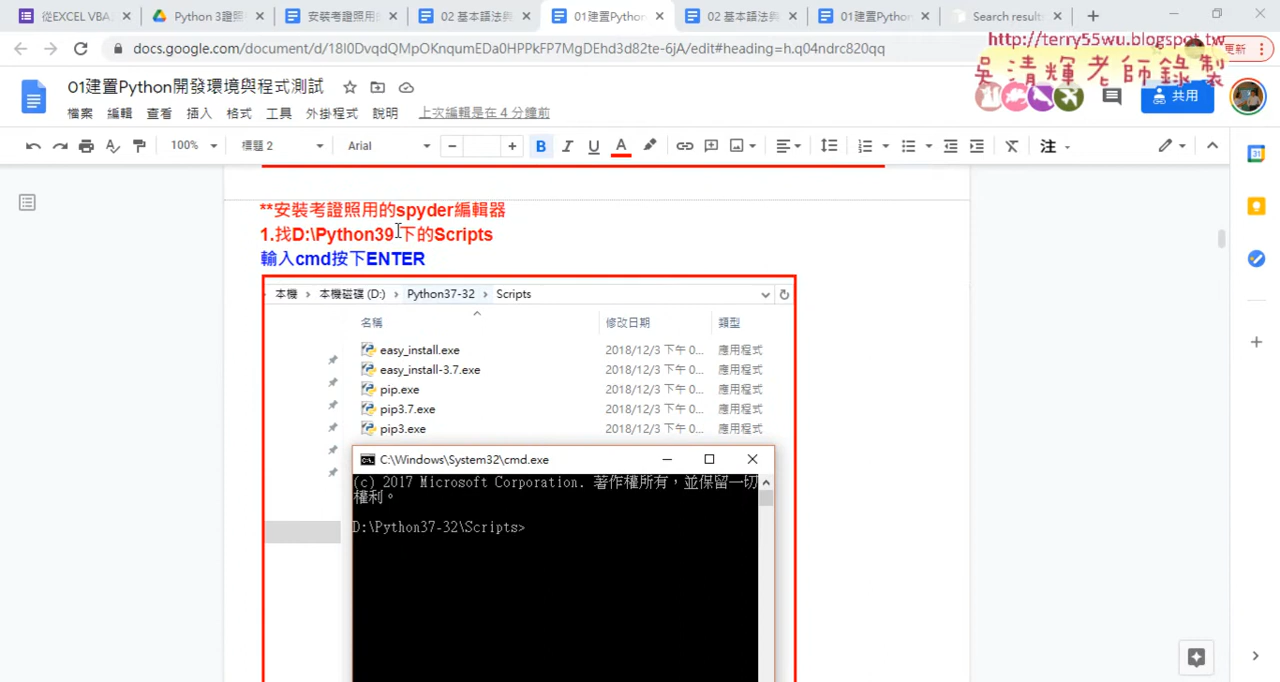 從EXCEL VBA
Python 3證照
安裝考證照用的
02 基本語法與
01建置Python
02 基本語法與
01建置Python
Search result
docs.google.com/document/d/18I0DvqdQMpOKnqumEDa0HPPkFP7MgDEhd3d82te-6jA/edit#heading=h.q04ndrc820qq
更新
http://terry55wu.blogspot.tw
吳清輝老師錄製
01建置Python開發環境與程式測試
檔案 編輯 查看 插入 格式 工具 外掛程式 說明 上次編輯是在 4 分鐘前
共用
100% 標題 2 Arial B I U A 注
**安裝考證照用的spyder編輯器
1.找D:\Python39下的Scripts
輸入cmd按下ENTER
本機 › 本機磁碟 (D:) › Python37-32 › Scripts
名稱 修改日期 類型
easy_install.exe 2018/12/3 下午 0... 應用程式
easy_install-3.7.exe 2018/12/3 下午 0... 應用程式
pip.exe 2018/12/3 下午 0... 應用程式
pip3.7.exe 2018/12/3 下午 0... 應用程式
pip3.exe 2018/12/3 下午 0... 應用程式
C:\Windows\System32\cmd.exe
(c) 2017 Microsoft Corporation. 著作權所有，並保留一切
權利。
D:\Python37-32\Scripts>